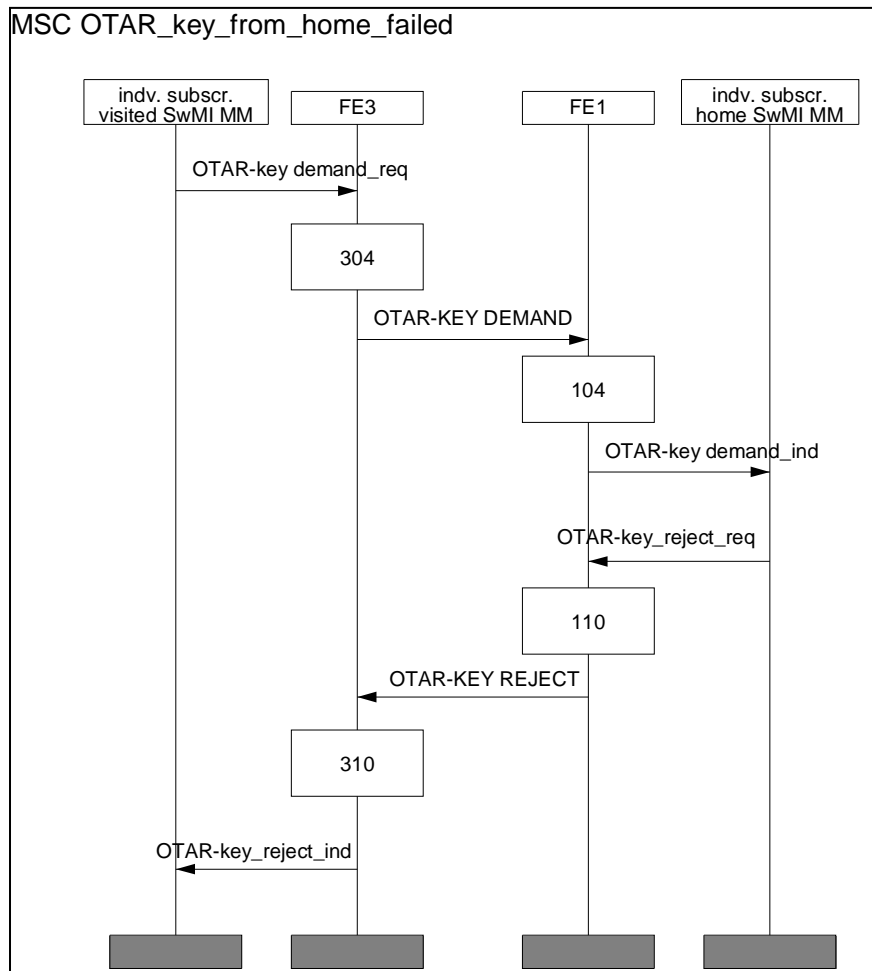 MSC OTAR_key_from_home_failed
indv. subscr.
visited SwMI MM
FE3
FE1
indv. subscr.
home SwMI MM
OTAR-key demand_req
304
OTAR-KEY DEMAND
104
OTAR-key demand_ind
OTAR-key_reject_req
110
OTAR-KEY REJECT
310
OTAR-key_reject_ind